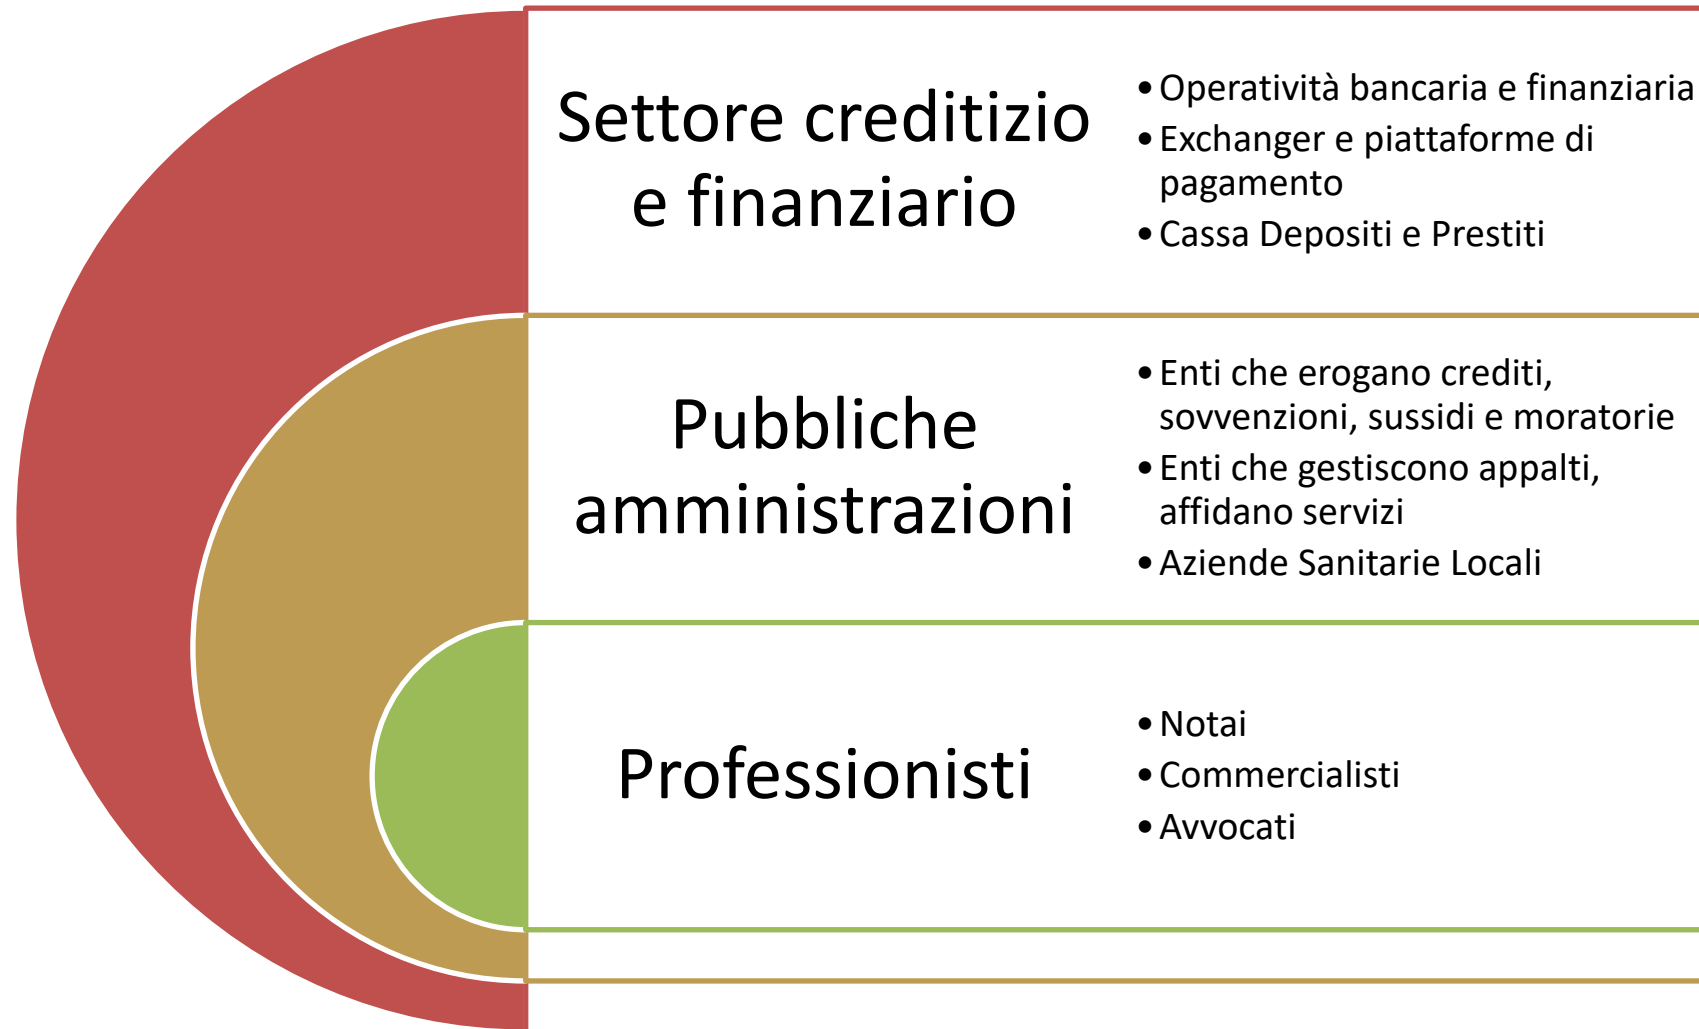 Settore creditizio
e finanziario
•Operatività bancaria e finanziaria
•Exchanger e piattaforme di
pagamento
•Cassa Depositi e Prestiti
Pubbliche
amministrazioni
•Enti che erogano crediti,
sovvenzioni, sussidi e moratorie
•Enti che gestiscono appalti,
affidano servizi
•Aziende Sanitarie Locali
Professionisti
•Notai
•Commercialisti
•Avvocati